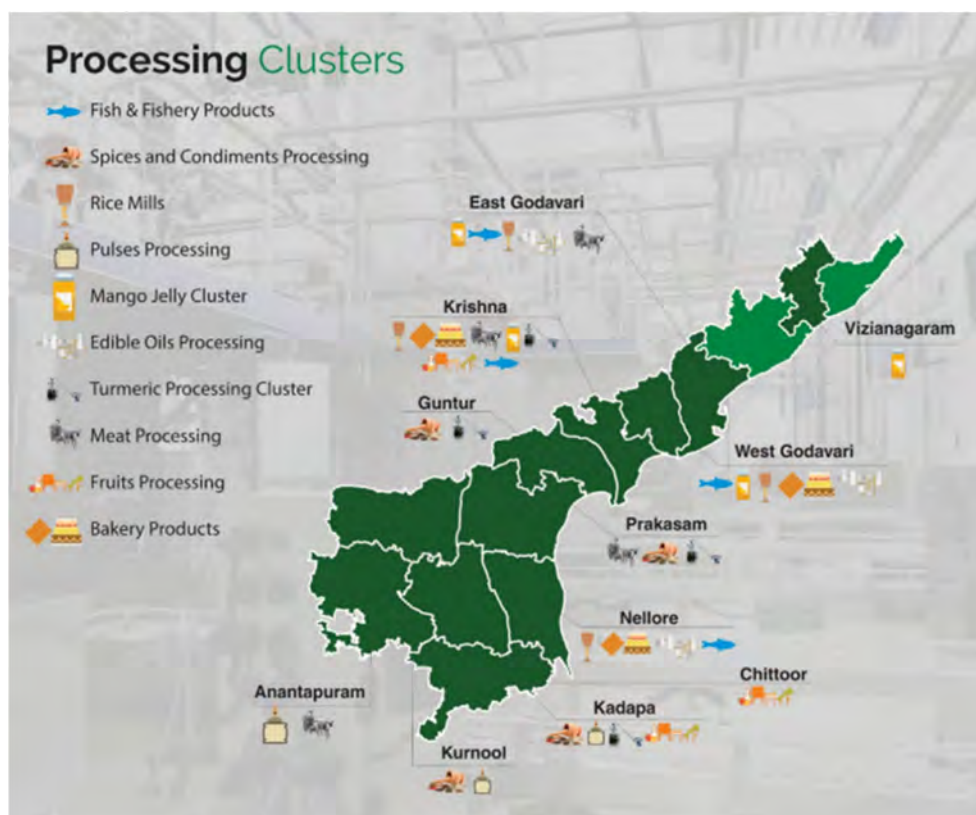 Processing Clusters
Fish & Fishery Products
Spices and Condiments Processing
Rice Mills
Pulses Processing
Mango Jelly Cluster
Edible Oils Processing
Turmeric Processing Cluster
Meat Processing
Fruits Processing
Bakery Products
East Godavari
Krishna
Vizianagaram
Guntur
West Godavari
Prakasam
Nellore
Chittoor
Anantapuram
Kadapa
Kurnool